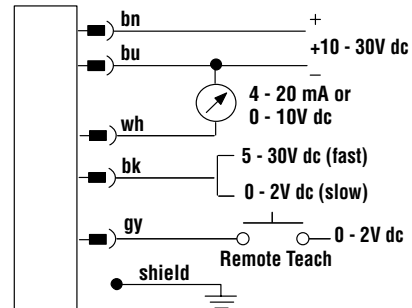 bn
+
+10 - 30V dc
bu
–
4 - 20 mA or
0 - 10V dc
wh
5 - 30V dc (fast)
bk
0 - 2V dc (slow)
gy
0 - 2V dc
Remote Teach
shield